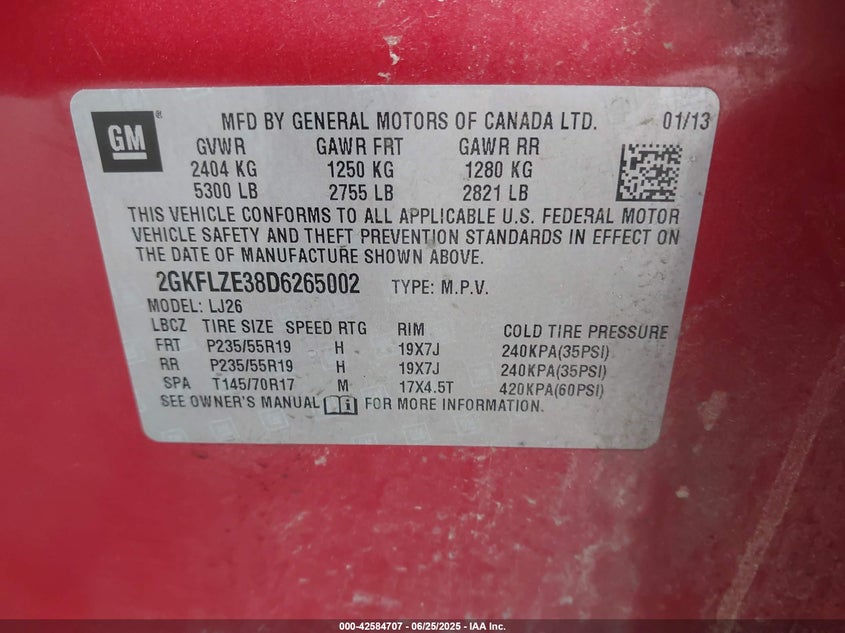 GM
MFD BY GENERAL MOTORS OF CANADA LTD. 01/13
GVWR GAWR FRT GAWR RR
2404 KG 1250 KG 1280 KG
5300 LB 2755 LB 2821 LB
THIS VEHICLE CONFORMS TO ALL APPLICABLE U.S. FEDERAL MOTOR
VEHICLE SAFETY AND THEFT PREVENTION STANDARDS IN EFFECT ON
THE DATE OF MANUFACTURE SHOWN ABOVE.
2GKFLZE38D6265002 TYPE: M.P.V.
MODEL: LJ26
LBCZ TIRE SIZE SPEED RTG RIM COLD TIRE PRESSURE
FRT P235/55R19 H 19X7J 240KPA(35PSI)
RR P235/55R19 H 19X7J 240KPA(35PSI)
SPA T145/70R17 M 17X4.5T 420KPA(60PSI)
SEE OWNER'S MANUAL FOR MORE INFORMATION.
000-42584707 - 06/25/2025 - IAA Inc.